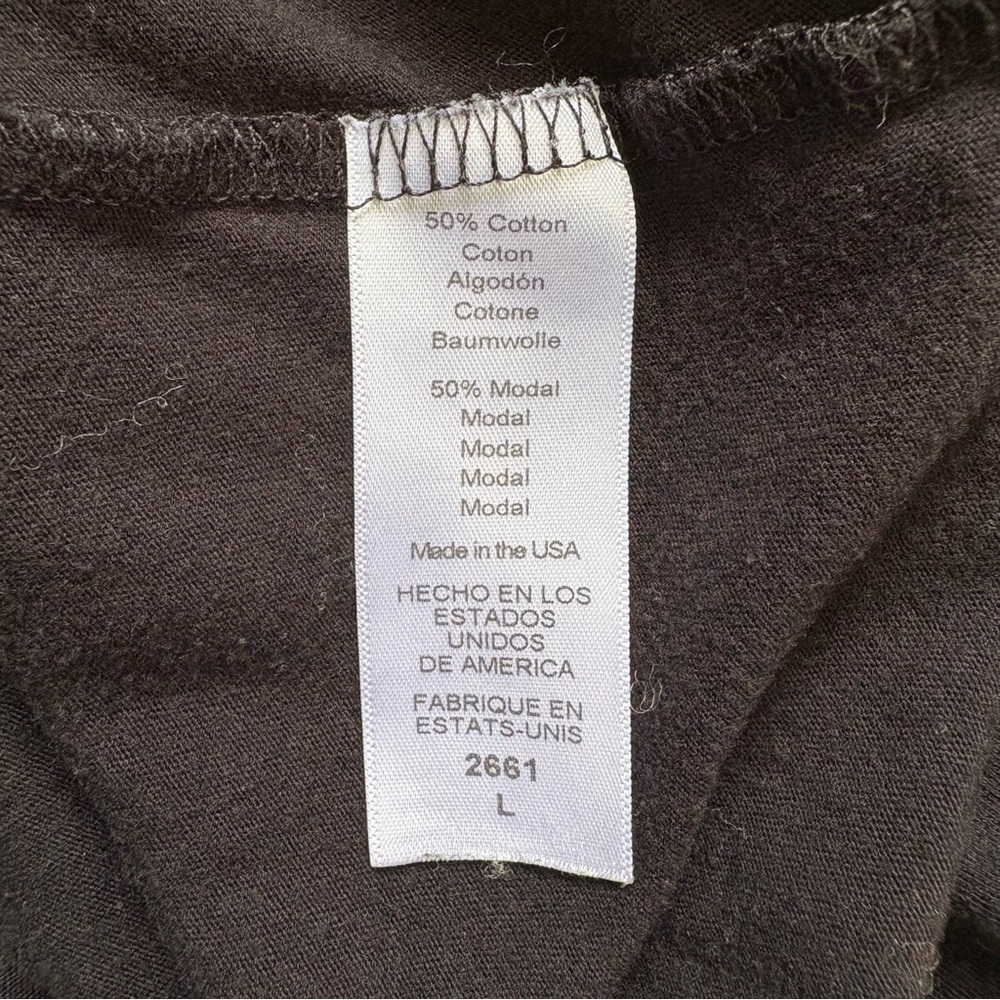 50% Cotton
Coton
Algodón
Cotone
Baumwolle
50% Modal
Modal
Modal
Modal
Modal
Made in the USA
HECHO EN LOS
ESTADOS
UNIDOS
DE AMERICA
FABRIQUE EN
ESTATS-UNIS
2661
L